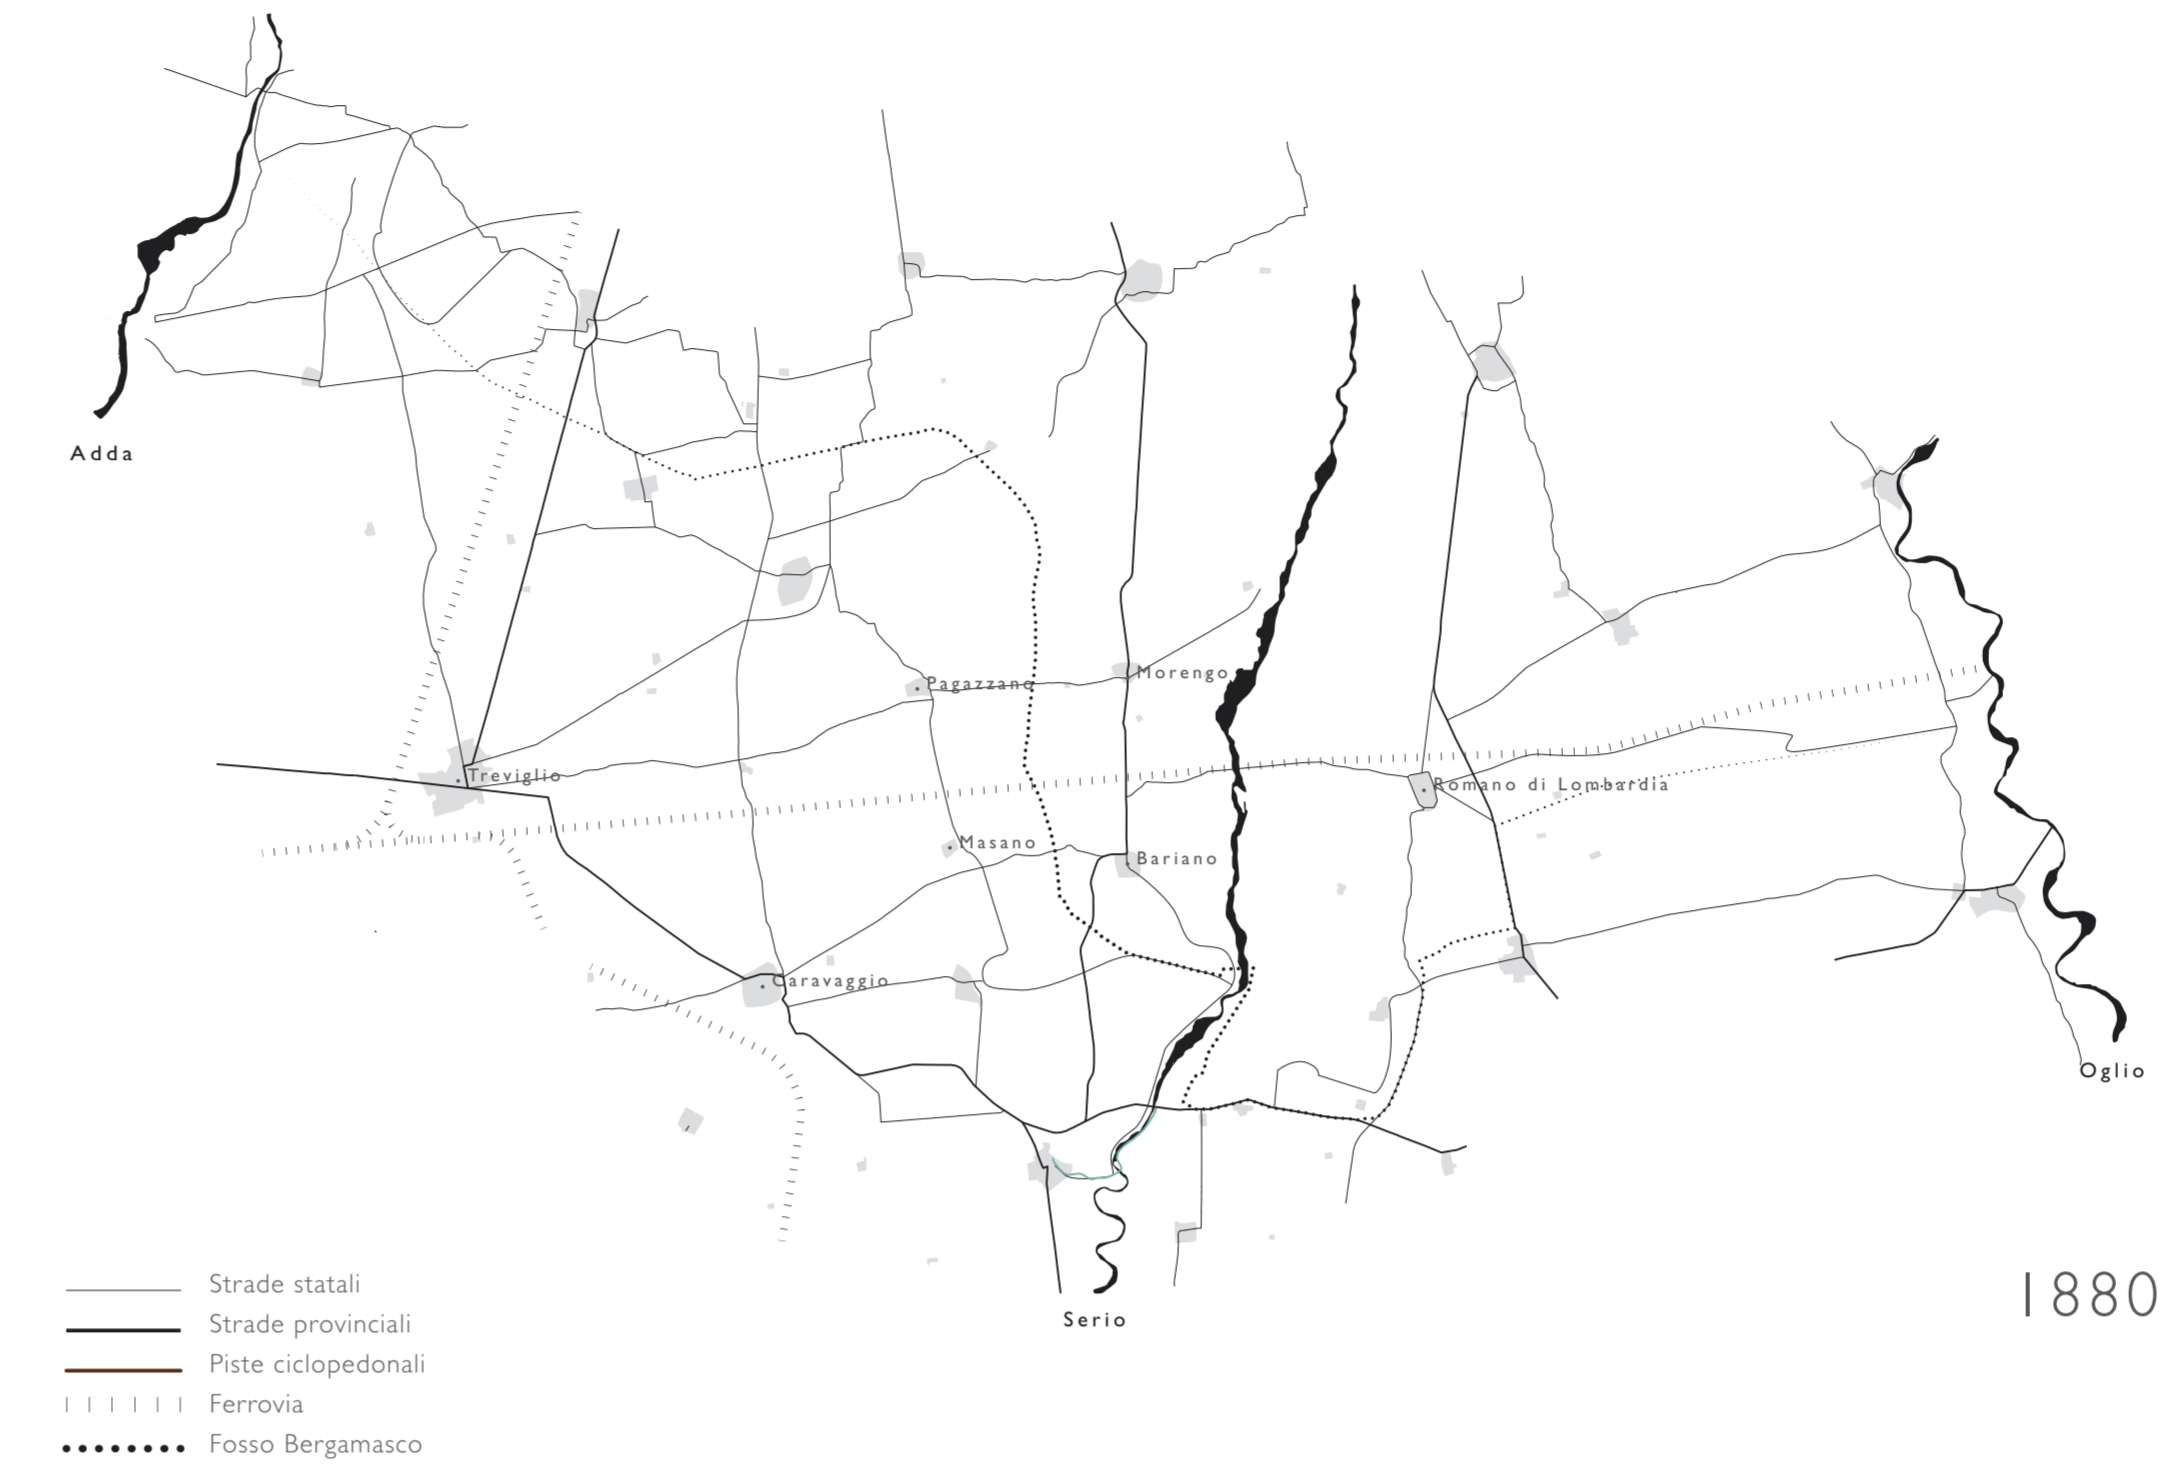 Adda
Morengo
Pagazzano
Treviglio
Romano di Lombardia
Masano
Bariano
Caravaggio
Oglio
Serio
1880
Strade statali
Strade provinciali
Piste ciclopedonali
Ferrovia
Fosso Bergamasco